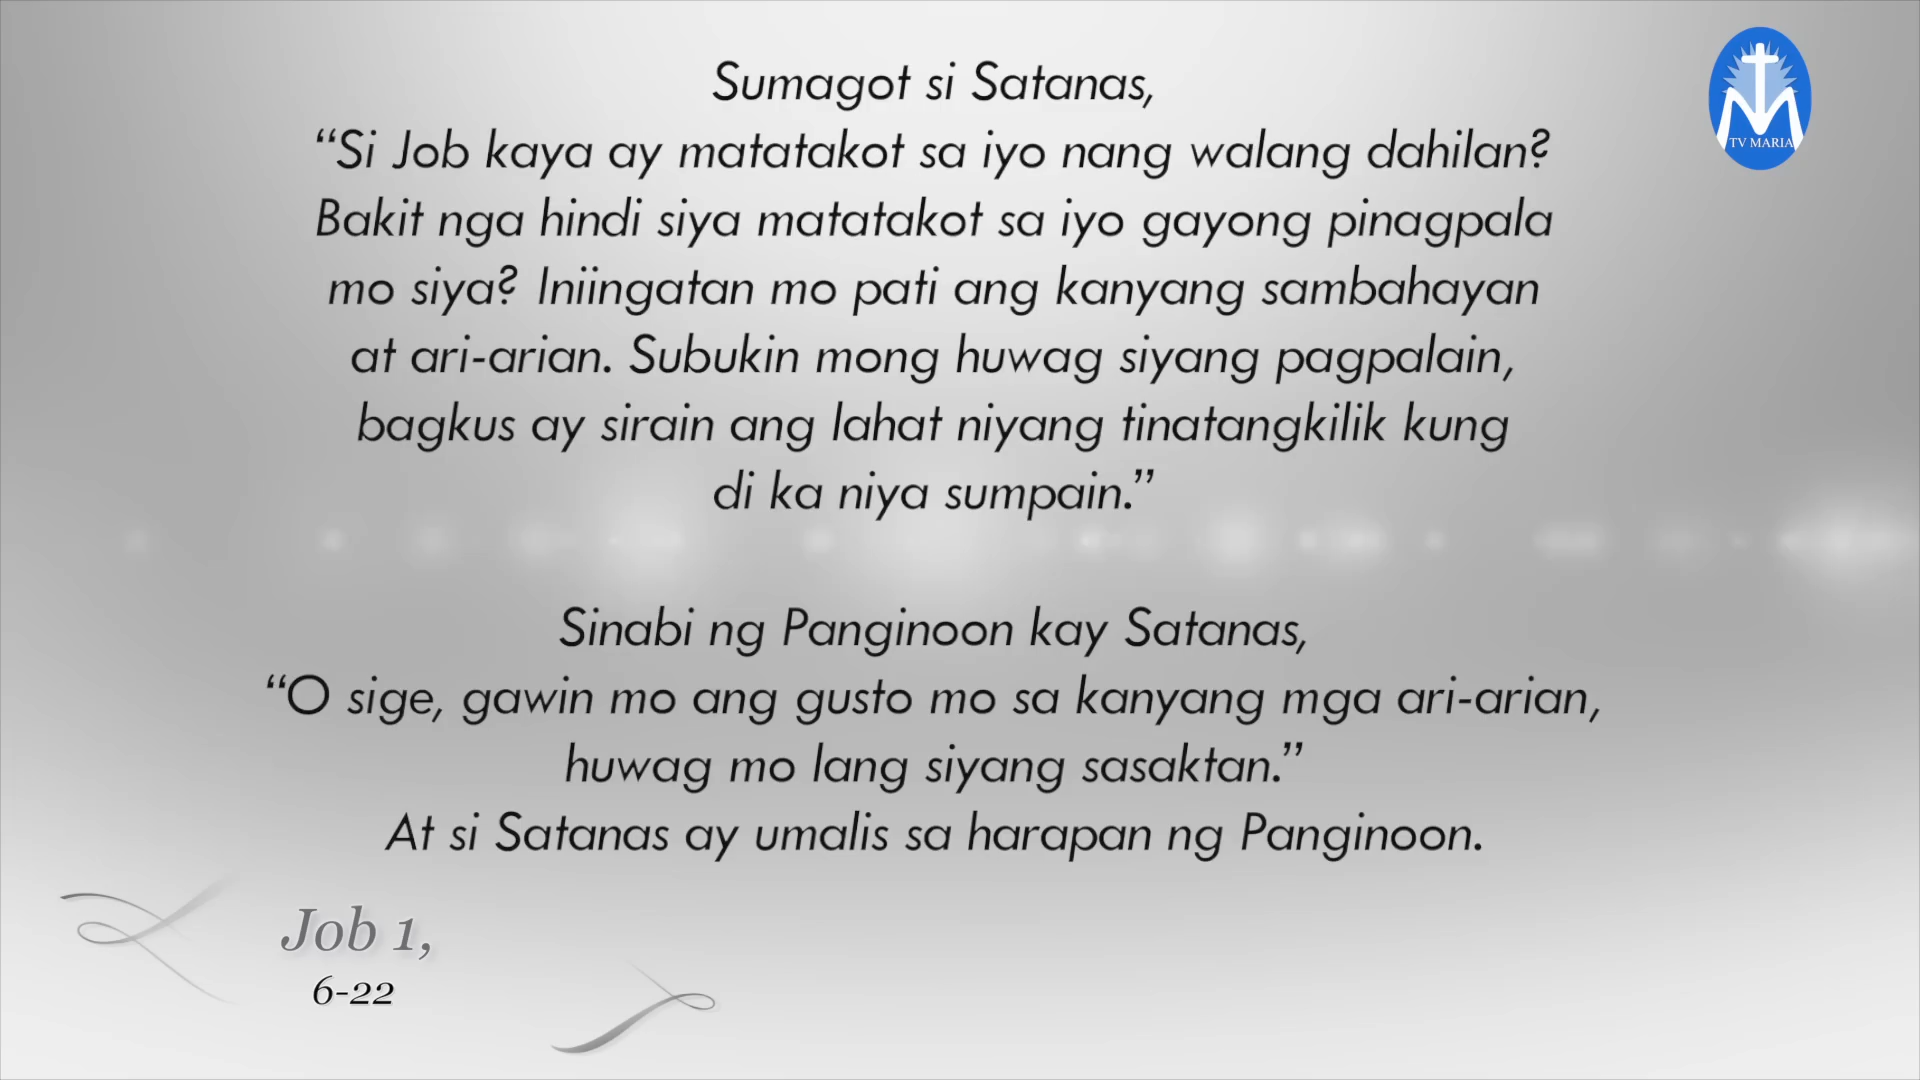 Sumagot si Satanas,
“Si Job kaya ay matatakot sa iyo nang walang dahilan?
Bakit nga hindi siya matatakot sa iyo gayong pinagpala
mo siya? Iniingatan mo pati ang kanyang sambahayan
at ari-arian. Subukin mong huwag siyang pagpalain,
bagkus ay sirain ang lahat niyang tinatangkilik kung
di ka niya sumpain.”
Sinabi ng Panginoon kay Satanas,
“O sige, gawin mo ang gusto mo sa kanyang mga ari-arian,
huwag mo lang siyang sasaktan.”
At si Satanas ay umalis sa harapan ng Panginoon.
Job 1,
6-22
TV MARIA